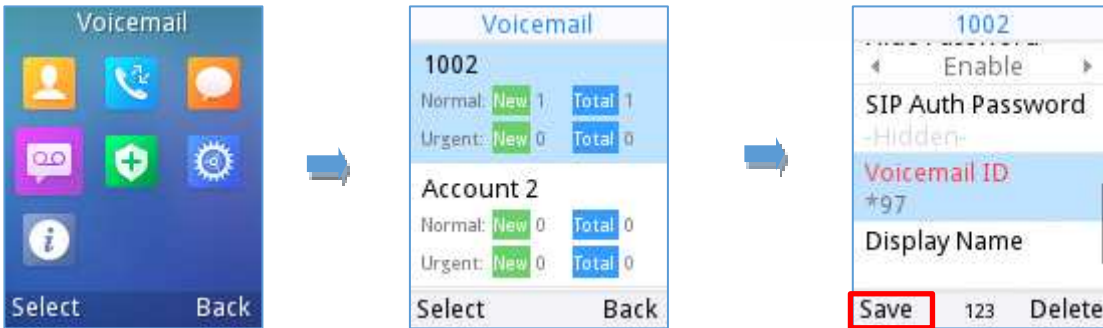 Voicemail
Select Back
Voicemail
1002
Normal: New 1 Total 1
Urgent: New 0 Total 0
Account 2
Normal: New 0 Total 0
Urgent: New 0 Total 0
Select Back
1002
Enable
SIP Auth Password
-Hidden-
Voicemail ID
*97
Display Name
Save 123 Delete